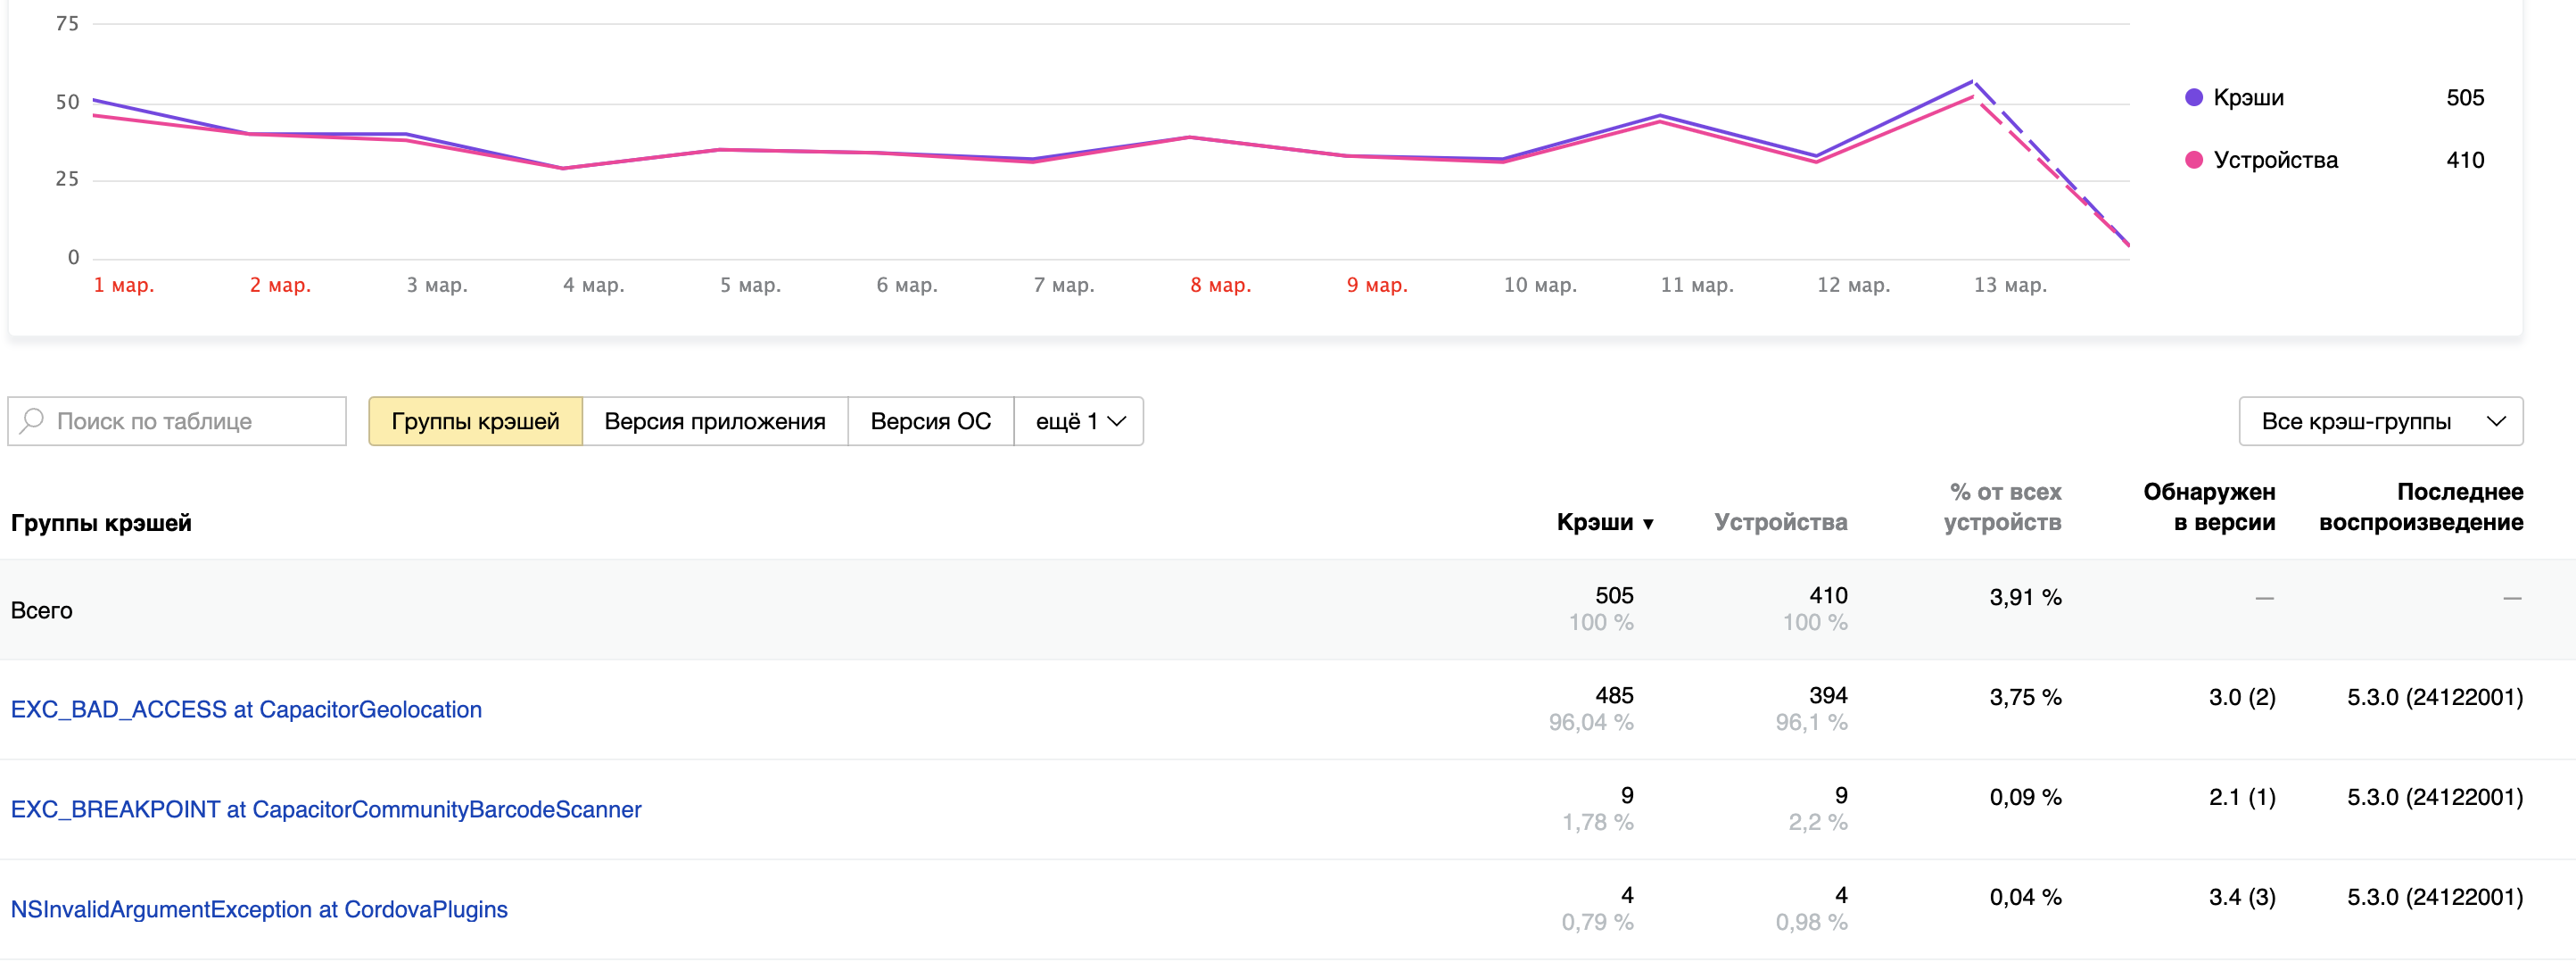 75
50
25
0
1 мар.
2 мар.
3 мар.
4 мар.
5 мар.
6 мар.
7 мар.
8 мар.
9 мар.
10 мар.
11 мар.
12 мар.
13 мар.
Крэши 505
Устройства 410
Поиск по таблице
Группы крэшей
Версия приложения
Версия ОС
ещё 1
Все крэш-группы
Группы крэшей
Крэши ▼
Устройства
% от всех
устройств
Обнаружен
в версии
Последнее
воспроизведение
Всего 505 410 3,91 % — —
100 % 100 %
EXC_BAD_ACCESS at CapacitorGeolocation 485 394 3,75 % 3.0 (2) 5.3.0 (24122001)
96,04 % 96,1 %
EXC_BREAKPOINT at CapacitorCommunityBarcodeScanner 9 9 0,09 % 2.1 (1) 5.3.0 (24122001)
1,78 % 2,2 %
NSInvalidArgumentException at CordovaPlugins 4 4 0,04 % 3.4 (3) 5.3.0 (24122001)
0,79 % 0,98 %